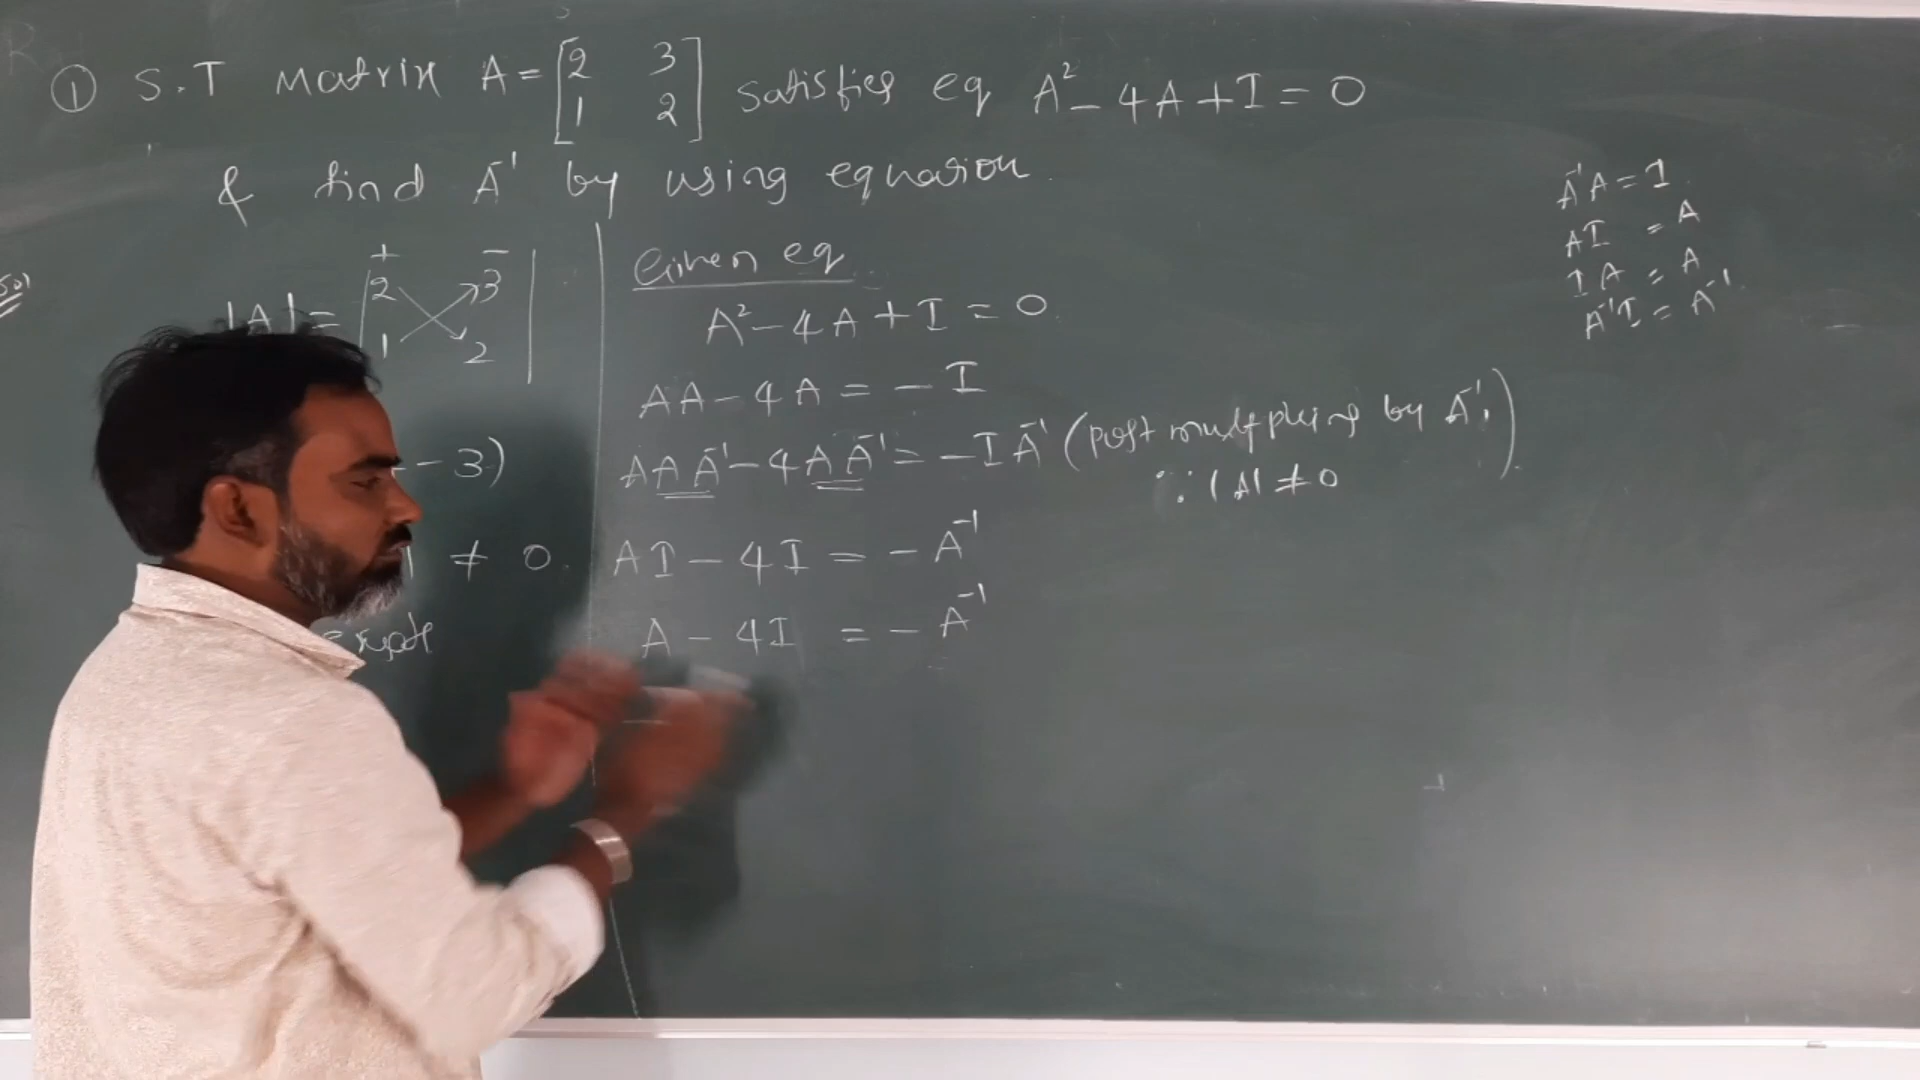 ① S.T Matrix A = [2 3
1 2] satisfies eq A² - 4A + I = 0
& find A⁻¹ by using equation.
Sol
|A| = | + -
2 3
1 2 |
- 3)
1 ≠ 0.
Given eq
A² - 4A + I = 0
AA - 4A = - I
AAA⁻¹ - 4AA⁻¹ = - IA⁻¹ (post multiplying by A⁻¹,
∵ |A| ≠ 0 )
AI - 4I = - A⁻¹
A - 4I = - A⁻¹
A⁻¹A = I
AI = A
IA = A
A⁻¹I = A⁻¹